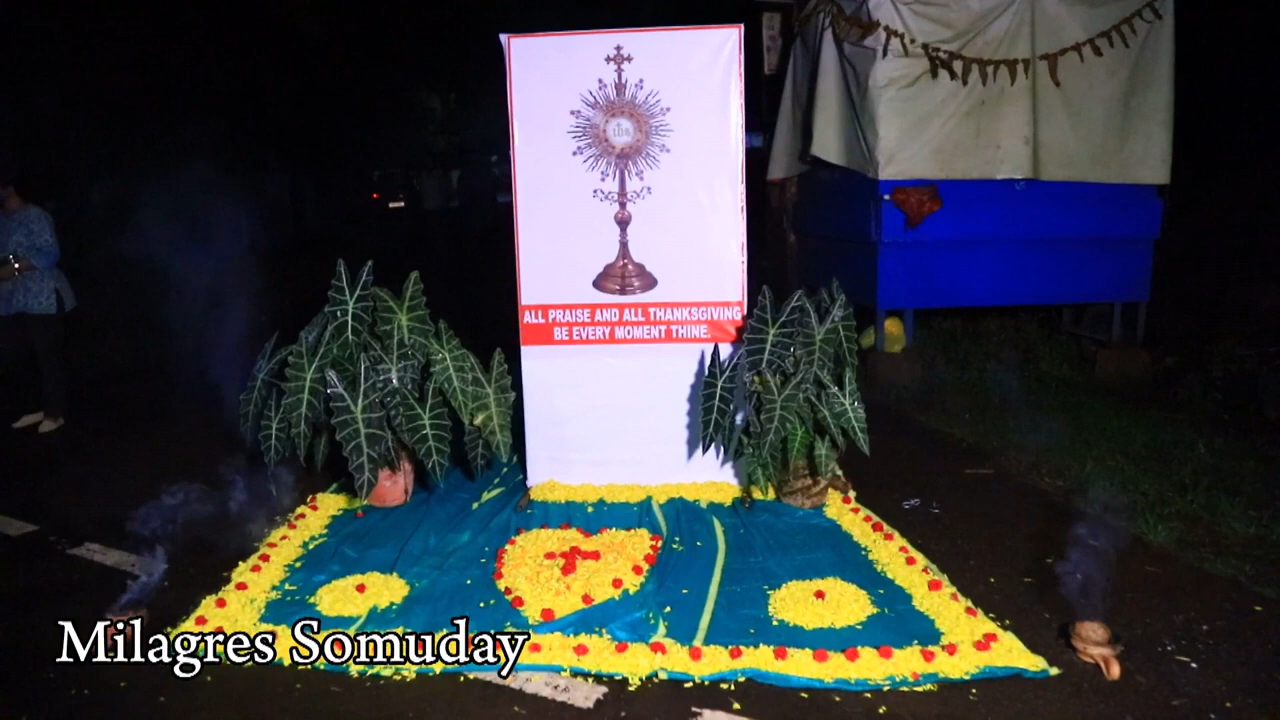 IHS
ALL PRAISE AND ALL THANKSGIVING
BE EVERY MOMENT THINE.
Milagres Somuday